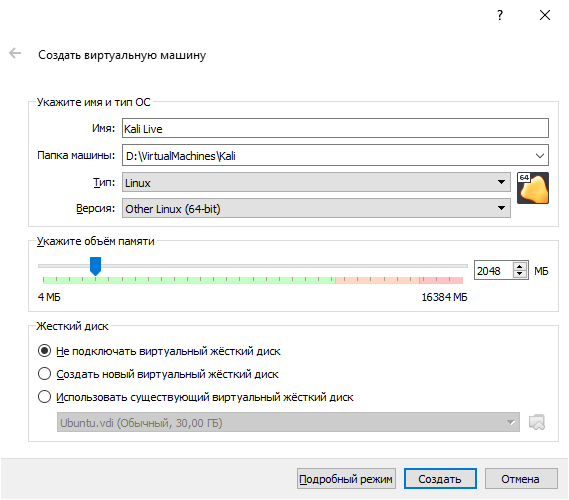 ?
Создать виртуальную машину
Укажите имя и тип ОС
Имя: Kali Live
Папка машины: D:\VirtualMachines\Kali
Тип: Linux
64
Версия: Other Linux (64-bit)
Укажите объём памяти
2048 МБ
4 МБ 16384 МБ
Жесткий диск
Не подключать виртуальный жёсткий диск
Создать новый виртуальный жёсткий диск
Использовать существующий виртуальный жёсткий диск
Ubuntu.vdi (Обычный, 30,00 ГБ)
Подробный режим Создать Отмена